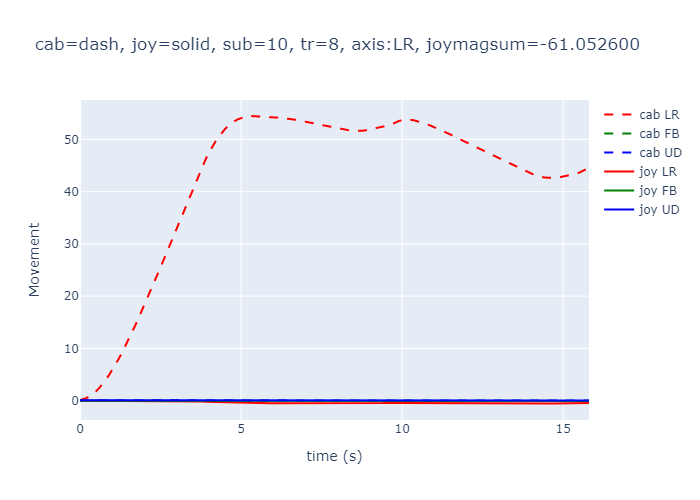 cab=dash, joy=solid, sub=10, tr=8, axis:LR, joymagsum=-61.052600
cab LR
cab FB
cab UD
joy LR
joy FB
joy UD
50
40
30
20
10
0
Movement
0 5 10 15
time (s)